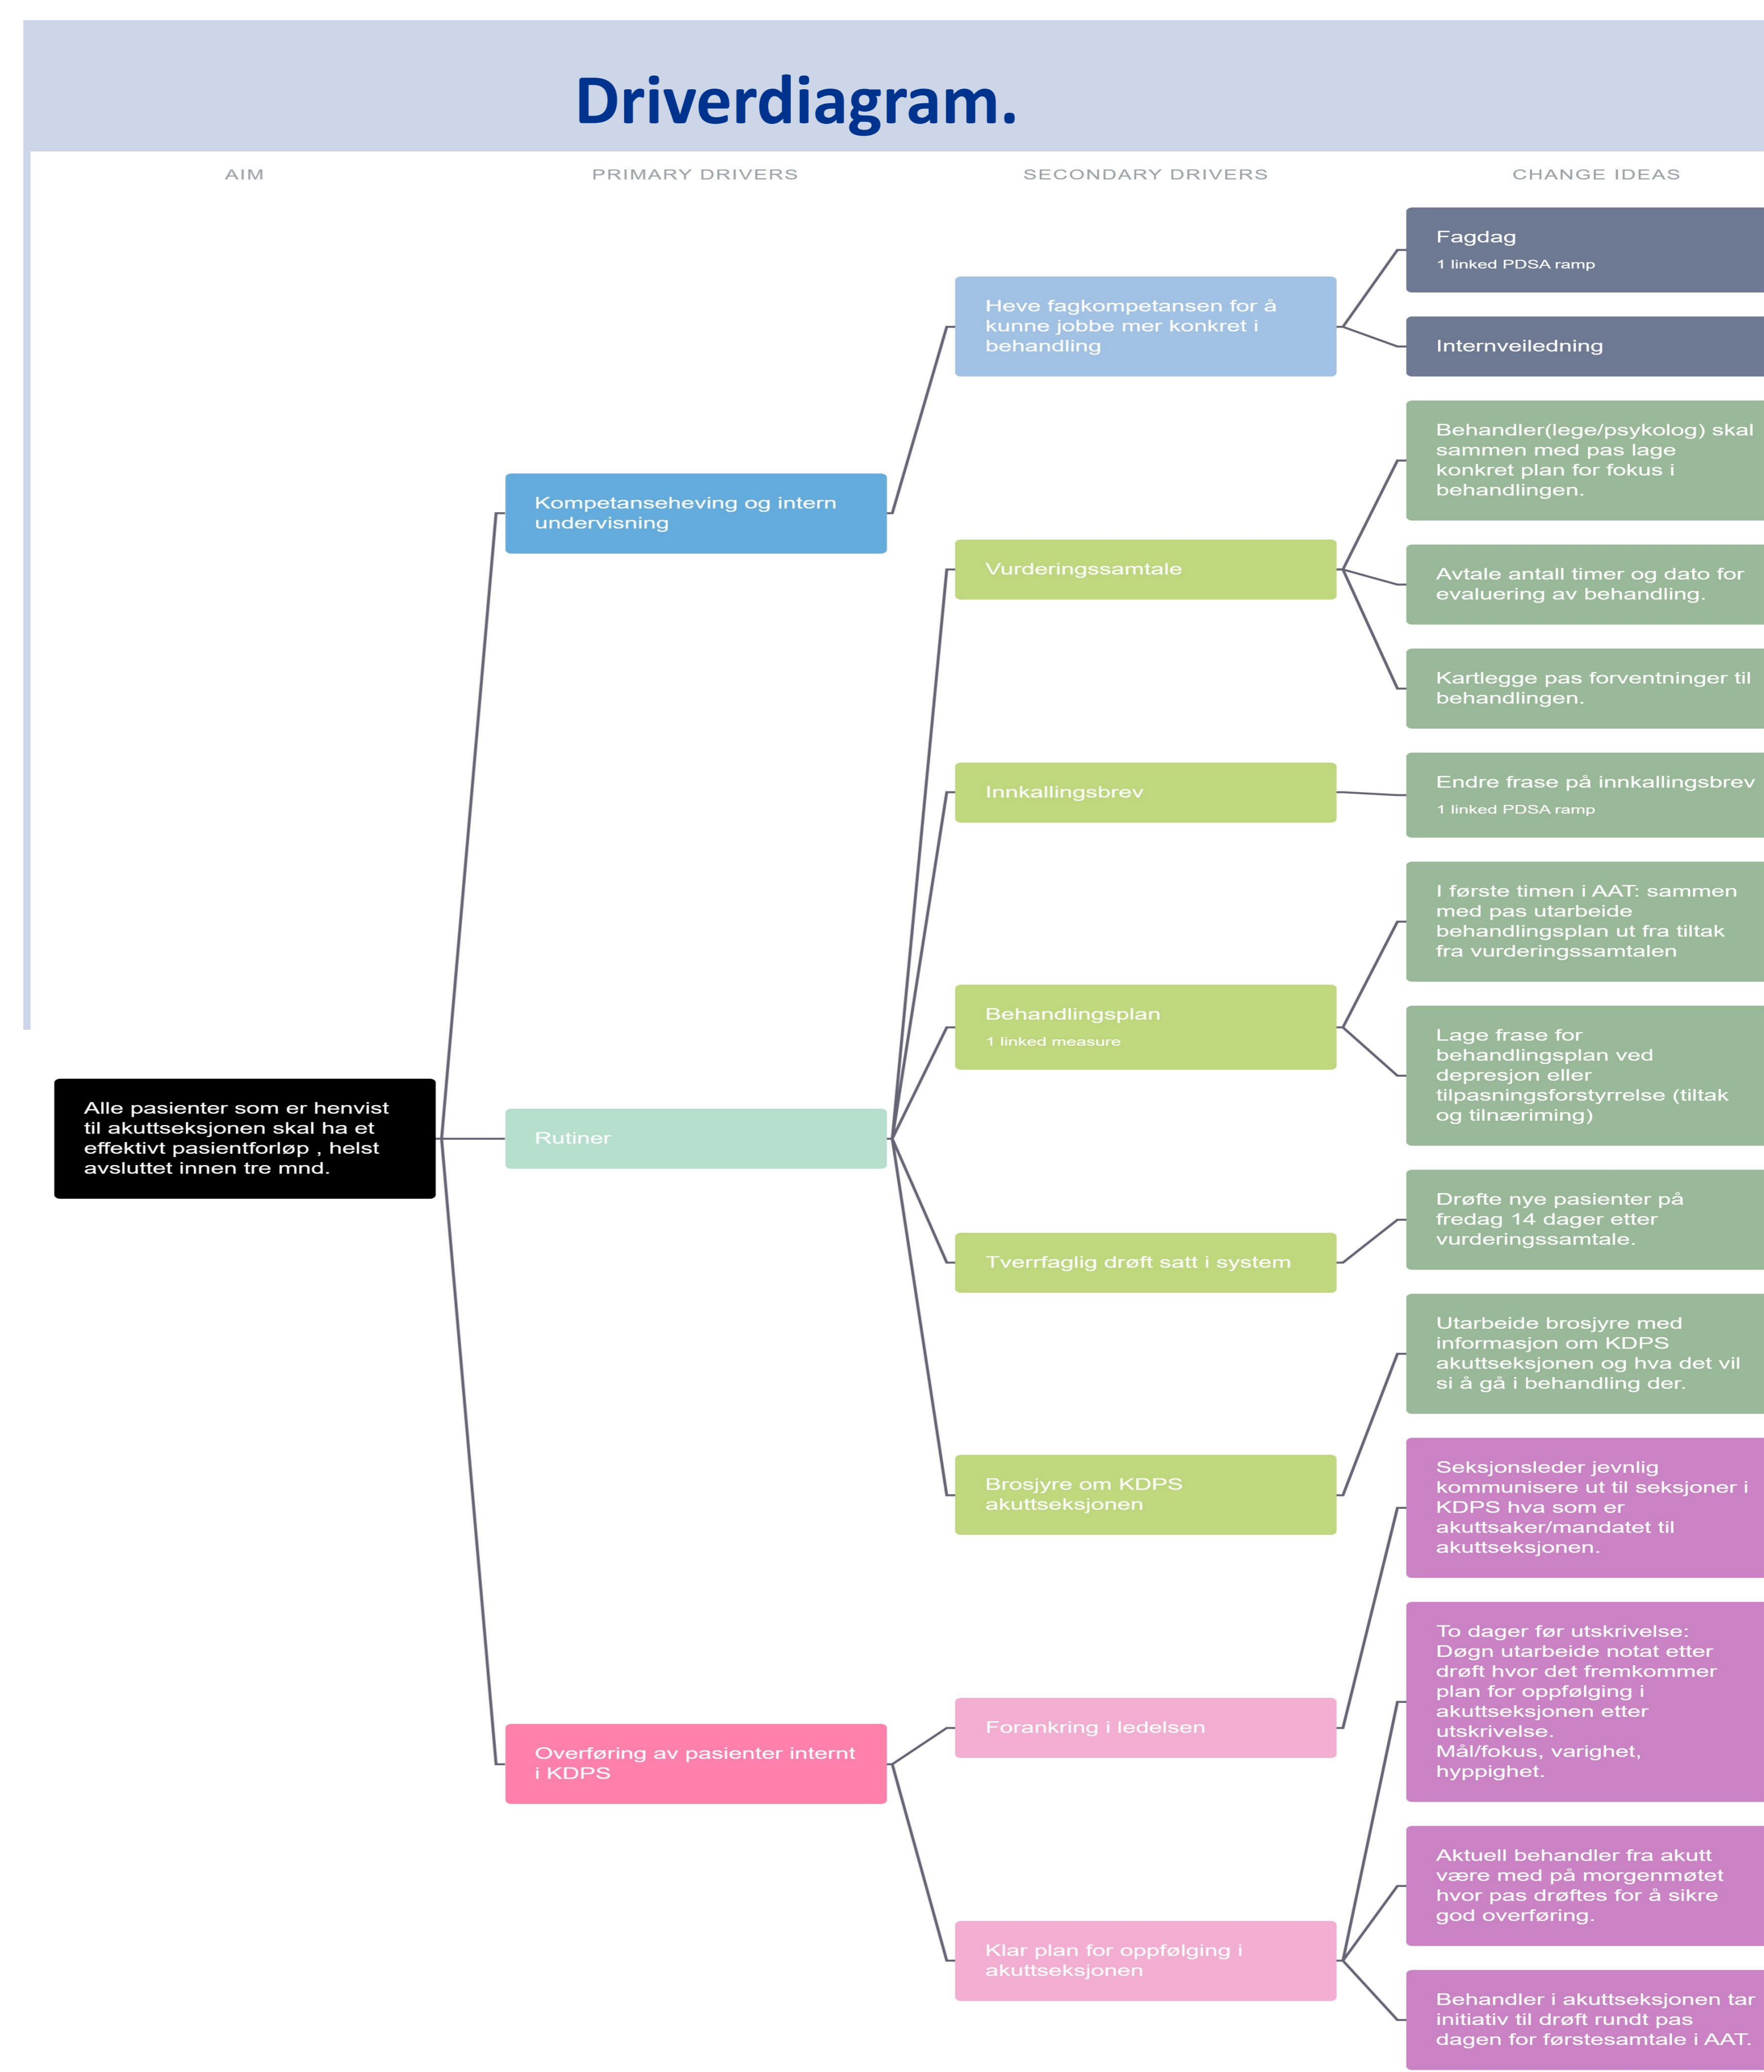 Driverdiagram.
AIM
PRIMARY DRIVERS
SECONDARY DRIVERS
CHANGE IDEAS
Alle pasienter som er henvist
til akuttseksjonen skal ha et
effektivt pasientforløp , helst
avsluttet innen tre mnd.
Kompetanseheving og intern
undervisning
Rutiner
Overføring av pasienter internt
i KDPS
Heve fagkompetansen for å
kunne jobbe mer konkret i
behandling
Vurderingssamtale
Innkallingsbrev
Behandlingsplan
1 linked measure
Tverrfaglig drøft satt i system
Brosjyre om KDPS
akuttseksjonen
Forankring i ledelsen
Klar plan for oppfølging i
akuttseksjonen
Fagdag
1 linked PDSA ramp
Internveiledning
Behandler(lege/psykolog) skal
sammen med pas lage
konkret plan for fokus i
behandlingen.
Avtale antall timer og dato for
evaluering av behandling.
Kartlegge pas forventninger til
behandlingen.
Endre frase på innkallingsbrev
1 linked PDSA ramp
I første timen i AAT: sammen
med pas utarbeide
behandlingsplan ut fra tiltak
fra vurderingssamtalen
Lage frase for
behandlingsplan ved
depresjon eller
tilpasningsforstyrrelse (tiltak
og tilnæriming)
Drøfte nye pasienter på
fredag 14 dager etter
vurderingssamtale.
Utarbeide brosjyre med
informasjon om KDPS
akuttseksjonen og hva det vil
si å gå i behandling der.
Seksjonsleder jevnlig
kommunisere ut til seksjoner i
KDPS hva som er
akuttsaker/mandatet til
akuttseksjonen.
To dager før utskrivelse:
Døgn utarbeide notat etter
drøft hvor det fremkommer
plan for oppfølging i
akuttseksjonen etter
utskrivelse.
Mål/fokus, varighet,
hyppighet.
Aktuell behandler fra akutt
være med på morgenmøtet
hvor pas drøftes for å sikre
god overføring.
Behandler i akuttseksjonen tar
initiativ til drøft rundt pas
dagen for førstesamtale i AAT.